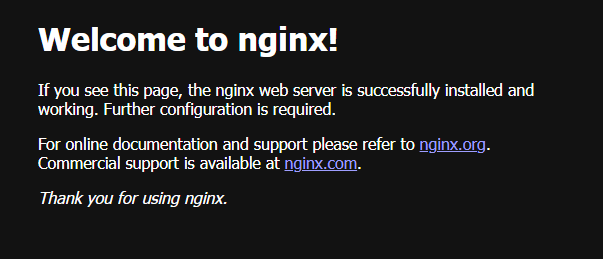 Welcome to nginx!
If you see this page, the nginx web server is successfully installed and
working. Further configuration is required.
For online documentation and support please refer to nginx.org.
Commercial support is available at nginx.com.
Thank you for using nginx.